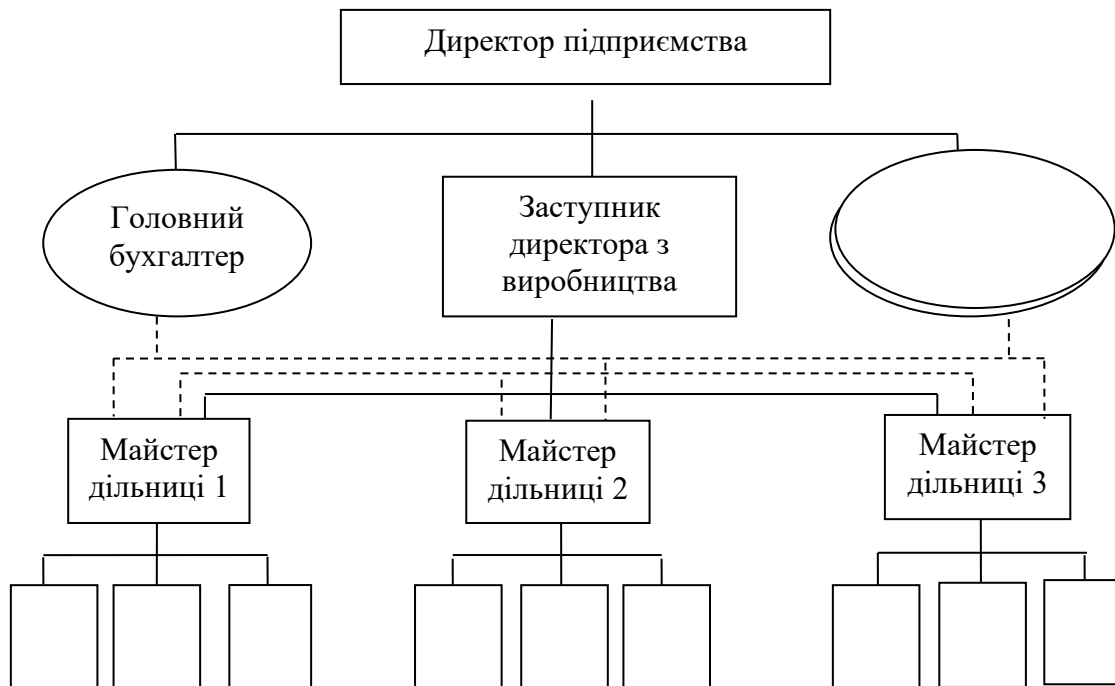 Директор підприємства
Головний
бухгалтер
Заступник
директора з
виробництва
Майстер
дільниці 1
Майстер
дільниці 2
Майстер
дільниці 3